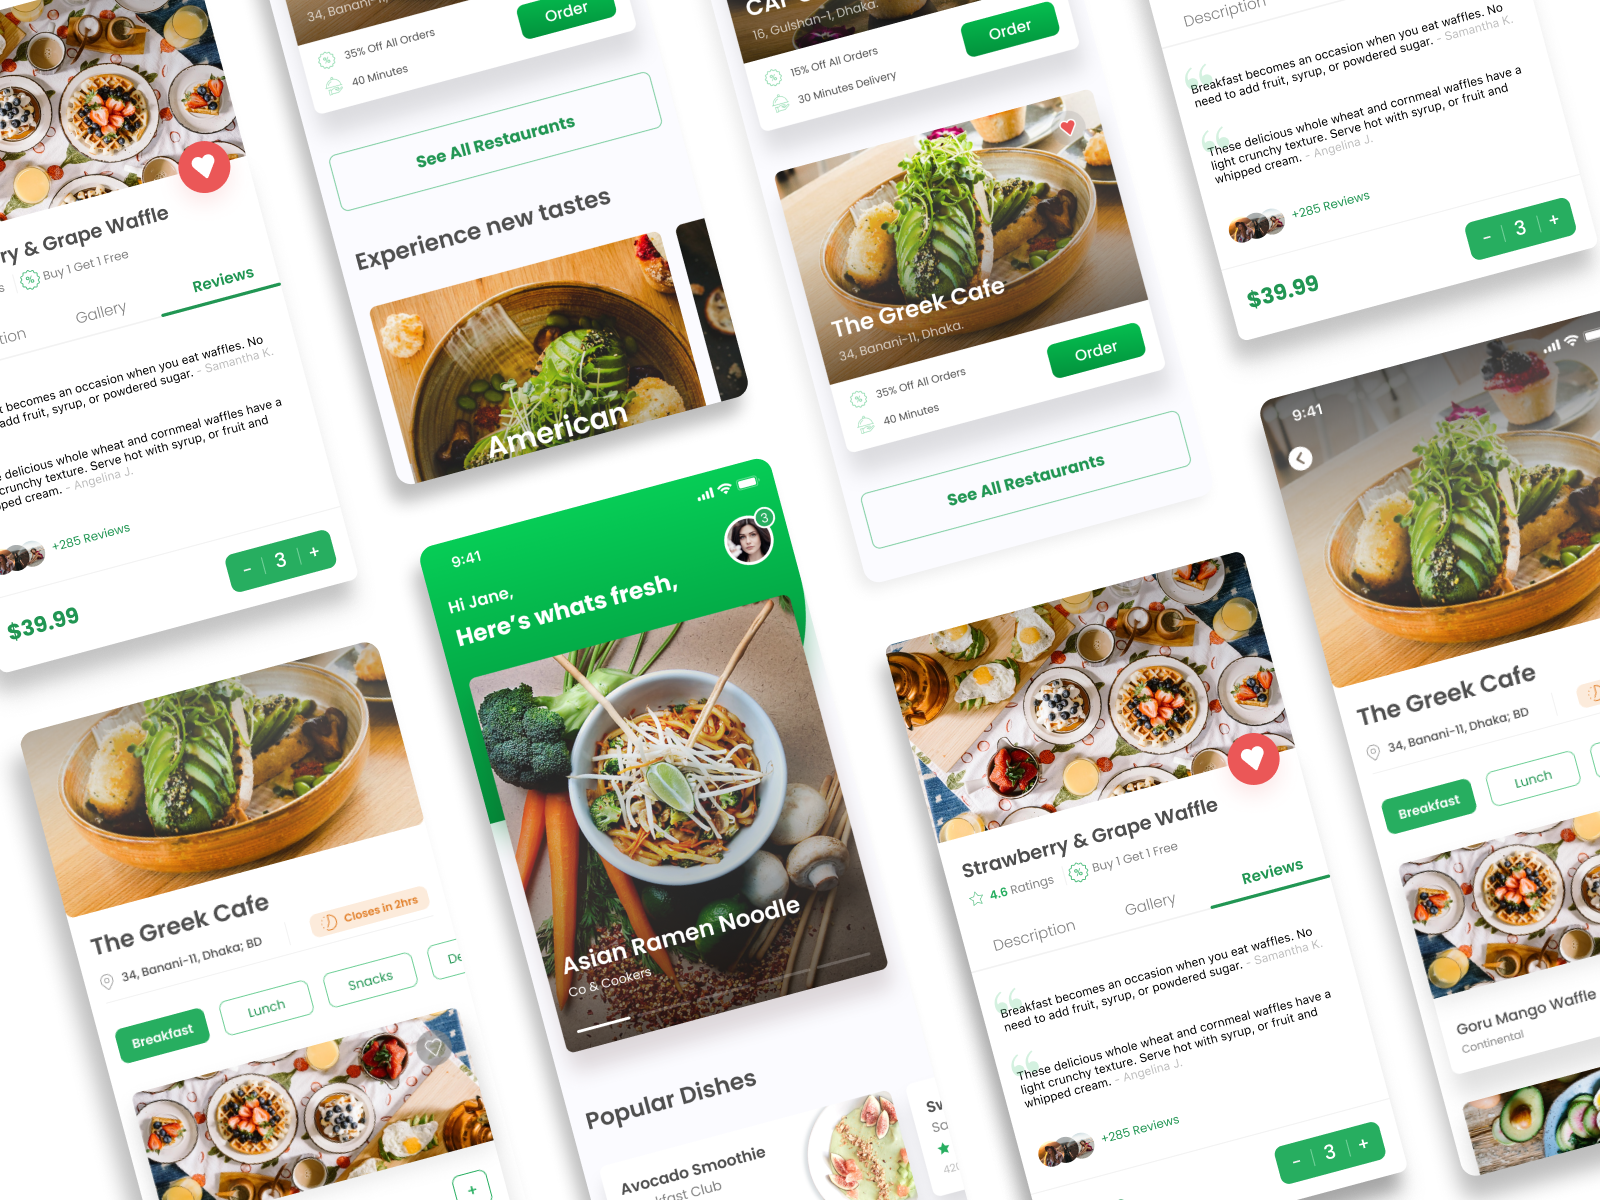 ry & Grape Waffle
Buy 1 Get 1 Free
Reviews
Gallery
tion
becomes an occasion when you eat waffles. No
add fruit, syrup, or powdered sugar. - Samantha K.
delicious whole wheat and cornmeal waffles have a
crunchy texture. Serve hot with syrup, or fruit and
pped cream. - Angelina J.
+285 Reviews
- 3 +
$39.99
34, Banani-11,
35% Off All Orders
40 Minutes
Order
See All Restaurants
Experience new tastes
American
16, Gulshan-1, Dhaka.
15% Off All Orders
30 Minutes Delivery
Order
The Greek Cafe
34, Banani-11, Dhaka.
35% Off All Orders
40 Minutes
Order
See All Restaurants
Description
Breakfast becomes an occasion when you eat waffles. No
need to add fruit, syrup, or powdered sugar. - Samantha K.
These delicious whole wheat and cornmeal waffles have a
light crunchy texture. Serve hot with syrup, or fruit and
whipped cream. - Angelina J.
+285 Reviews
- 3 +
$39.99
The Greek Cafe
34, Banani-11, Dhaka; BD
Closes in 2hrs
Breakfast
Lunch
Snacks
De
+
9:41
3
Hi Jane,
Here's whats fresh,
Asian Ramen Noodle
Co & Cookers
Popular Dishes
Avocado Smoothie
kfast Club
Sw
Sa
420
Strawberry & Grape Waffle
4.6 Ratings
Buy 1 Get 1 Free
Description
Gallery
Reviews
Breakfast becomes an occasion when you eat waffles. No
need to add fruit, syrup, or powdered sugar. - Samantha K.
These delicious whole wheat and cornmeal waffles have a
light crunchy texture. Serve hot with syrup, or fruit and
whipped cream. - Angelina J.
+285 Reviews
- 3 +
9:41
The Greek Cafe
34, Banani-11, Dhaka; BD
Breakfast
Lunch
Goru Mango Waffle
Continental